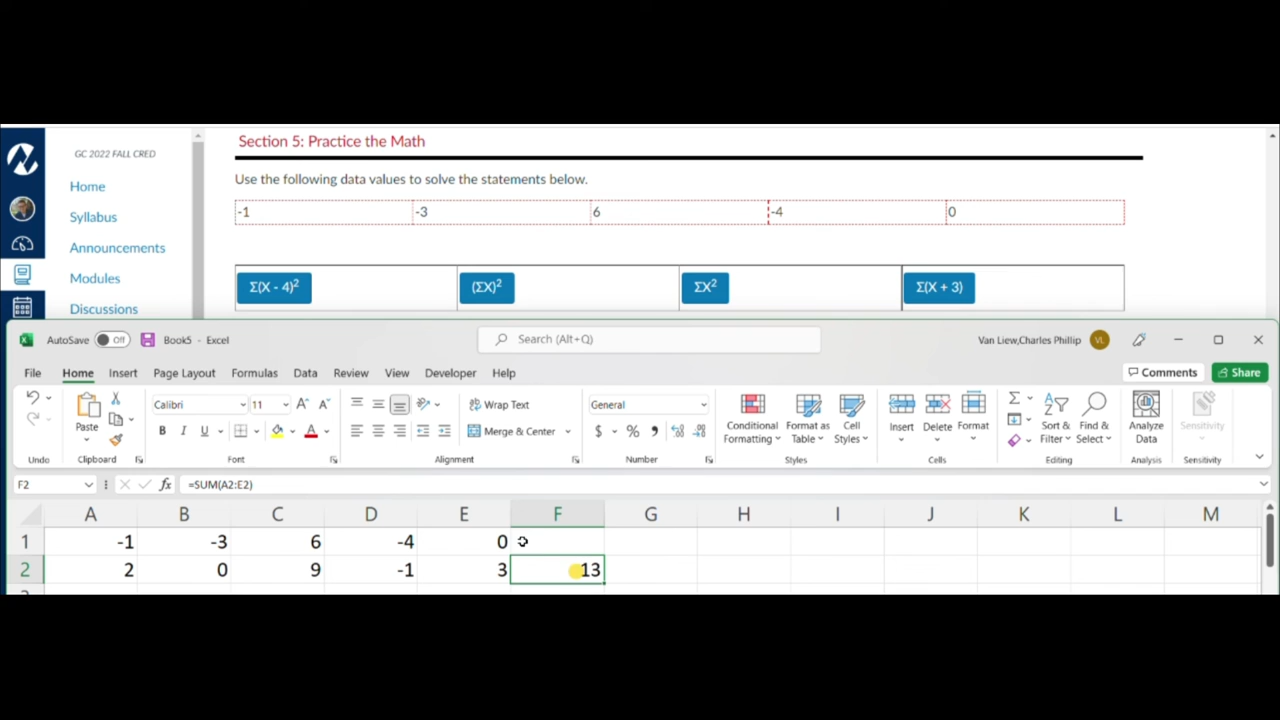 Section 5: Practice the Math
GC 2022 FALL CRED
Use the following data values to solve the statements below.
Home
-1 -3 6 -4 0
Syllabus
Announcements
Modules
Σ(X - 4)² (ΣX)² ΣX² Σ(X + 3)
Discussions
AutoSave Off Book5 - Excel Search (Alt+Q) Van Liew,Charles Phillip VL
File Home Insert Page Layout Formulas Data Review View Developer Help Comments Share
Calibri 11 A^ A˅ Wrap Text General
Paste B I U A Merge & Center $ % 9 Conditional Formatting Format as Table Cell Styles Insert Delete Format Sort & Filter Find & Select Analyze Data Sensitivity
Undo Clipboard Font Alignment Number Styles Cells Editing Analysis Sensitivity
F2 fx =SUM(A2:E2)
A B C D E F G H I J K L M
1 -1 -3 6 -4 0
2 2 0 9 -1 3 13